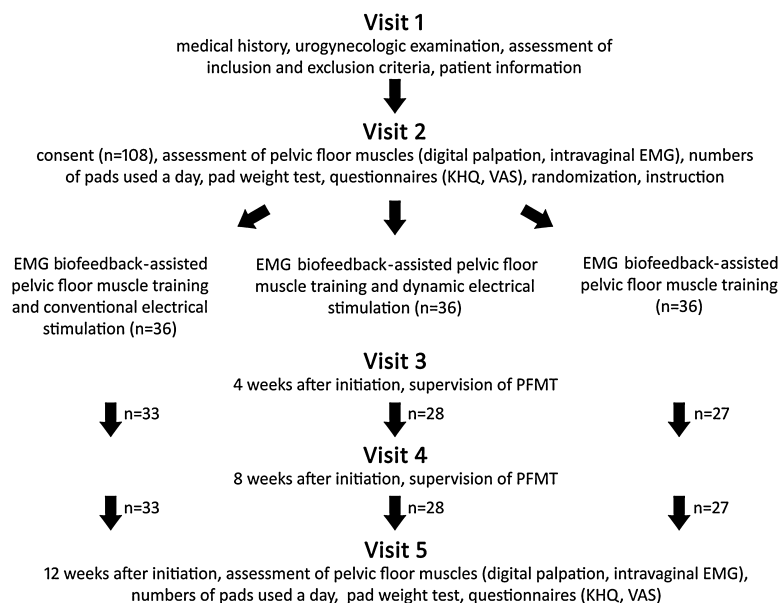 Visit 1
medical history, urogynecologic examination, assessment of
inclusion and exclusion criteria, patient information
Visit 2
consent (n=108), assessment of pelvic floor muscles (digital palpation, intravaginal EMG), numbers
of pads used a day, pad weight test, questionnaires (KHQ, VAS), randomization, instruction
EMG biofeedback-assisted
pelvic floor muscle training
and conventional electrical
stimulation (n=36)
EMG biofeedback-assisted pelvic floor
muscle training and dynamic electrical
stimulation (n=36)
EMG biofeedback-assisted
pelvic floor muscle training
(n=36)
Visit 3
4 weeks after initiation, supervision of PFMT
n=33
n=28
n=27
Visit 4
8 weeks after initiation, supervision of PFMT
n=33
n=28
n=27
Visit 5
12 weeks after initiation, assessment of pelvic floor muscles (digital palpation, intravaginal EMG),
numbers of pads used a day, pad weight test, questionnaires (KHQ, VAS)